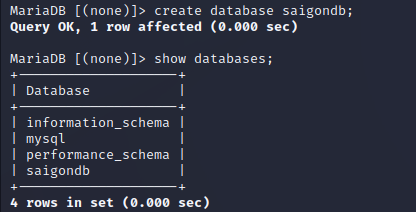 MariaDB [(none)]> create database saigondb;
Query OK, 1 row affected (0.000 sec)
MariaDB [(none)]> show databases;
+--------------------+
| Database           |
+--------------------+
| information_schema |
| mysql              |
| performance_schema |
| saigondb           |
+--------------------+
4 rows in set (0.000 sec)